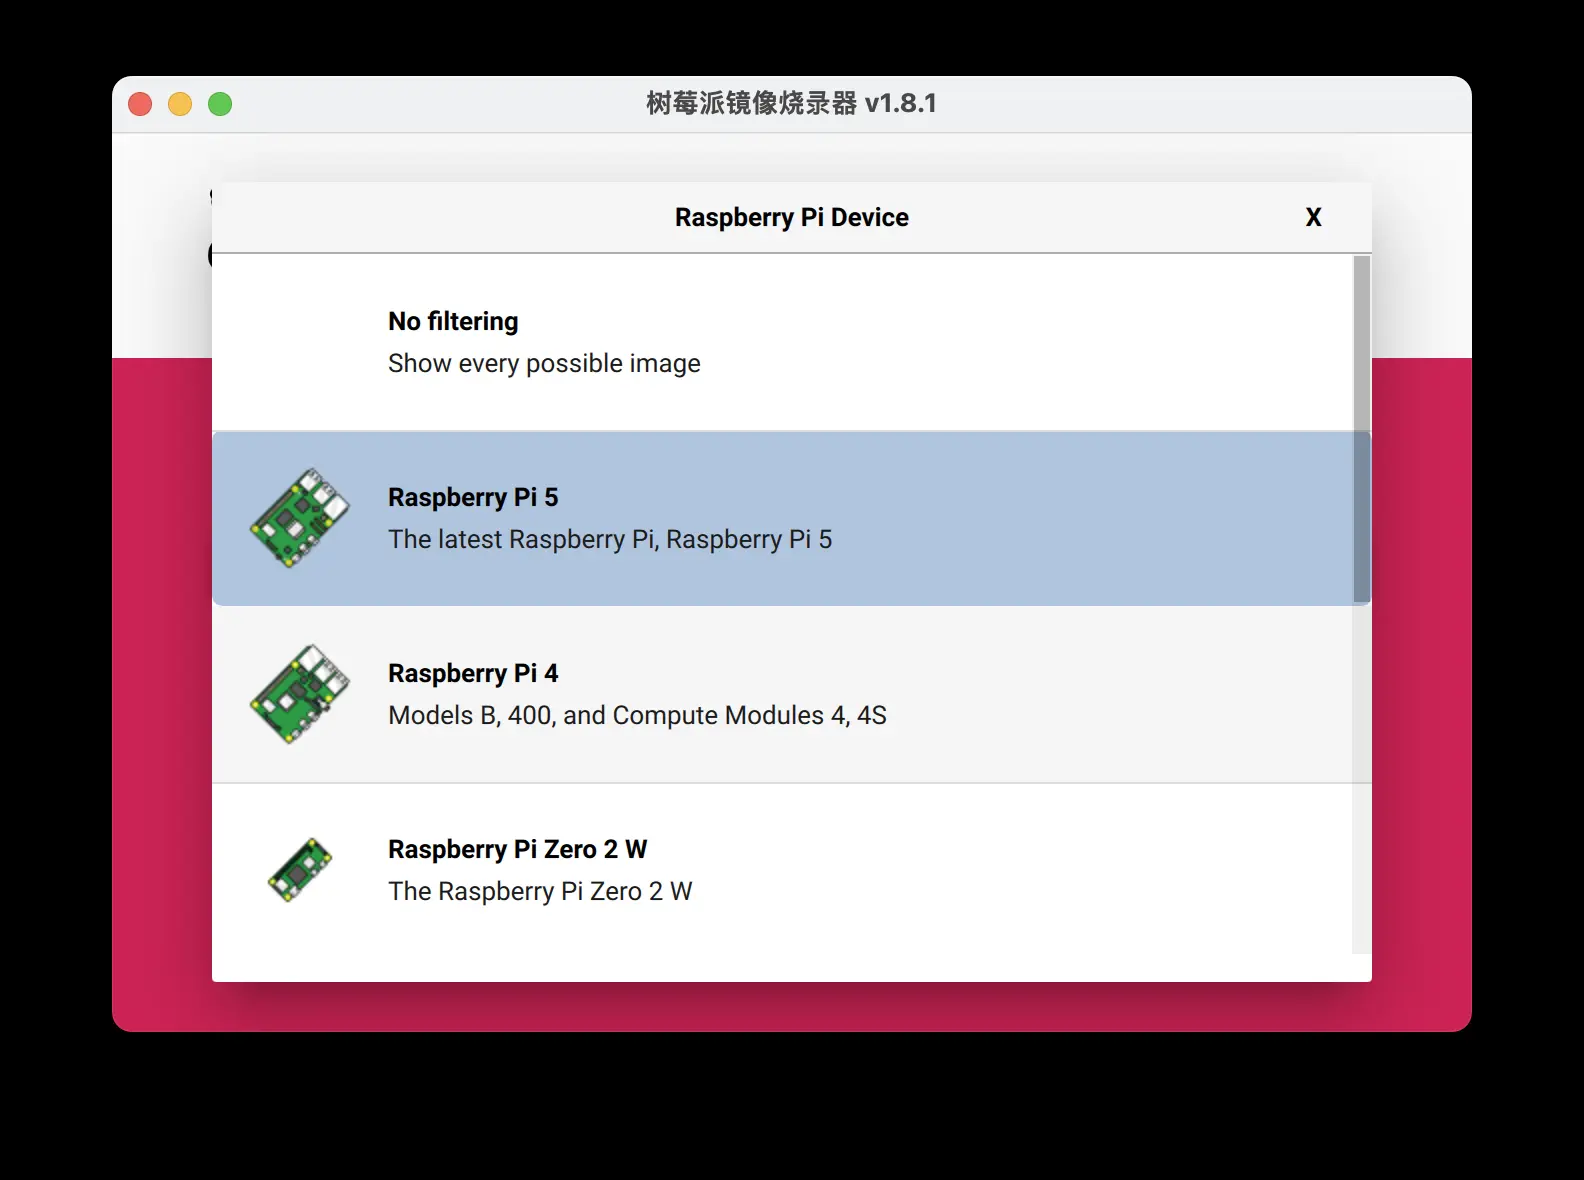 树莓派镜像烧录器 v1.8.1
Raspberry Pi Device
X
No filtering
Show every possible image
Raspberry Pi 5
The latest Raspberry Pi, Raspberry Pi 5
Raspberry Pi 4
Models B, 400, and Compute Modules 4, 4S
Raspberry Pi Zero 2 W
The Raspberry Pi Zero 2 W